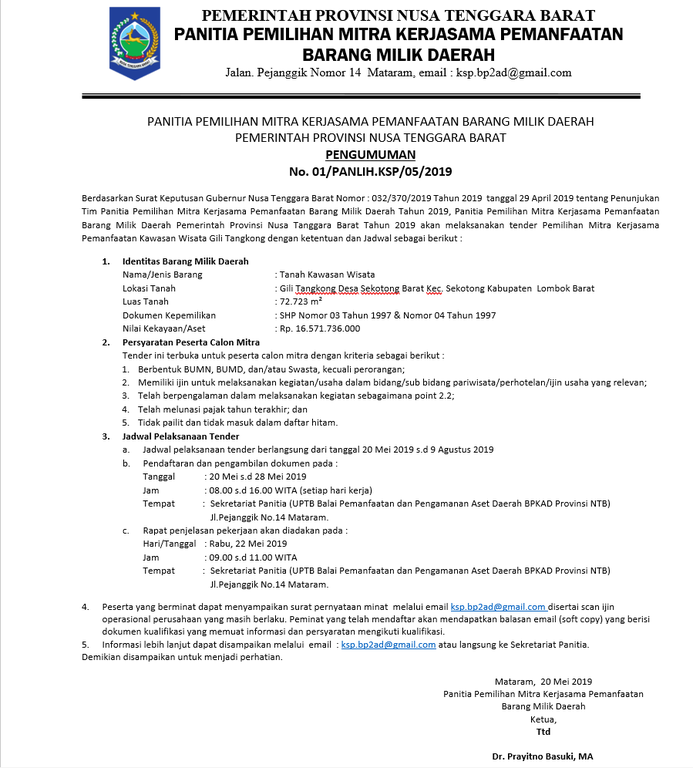 PEMERINTAH PROVINSI NUSA TENGGARA BARAT
PANITIA PEMILIHAN MITRA KERJASAMA PEMANFAATAN
BARANG MILIK DAERAH
Jalan. Pejanggik Nomor 14 Mataram, email : ksp.bp2ad@gmail.com
PANITIA PEMILIHAN MITRA KERJASAMA PEMANFAATAN BARANG MILIK DAERAH
PEMERINTAH PROVINSI NUSA TENGGARA BARAT
PENGUMUMAN
No. 01/PANLIH.KSP/05/2019
Berdasarkan Surat Keputusan Gubernur Nusa Tenggara Barat Nomor : 032/370/2019 Tahun 2019 tanggal 29 April 2019 tentang Penunjukan
Tim Panitia Pemilihan Mitra Kerjasama Pemanfaatan Barang Milik Daerah Tahun 2019, Panitia Pemilihan Mitra Kerjasama Pemanfaatan
Barang Milik Daerah Pemerintah Provinsi Nusa Tanggara Barat Tahun 2019 akan melaksanakan tender Pemilihan Mitra Kerjasama
Pemanfaatan Kawasan Wisata Gili Tangkong dengan ketentuan dan Jadwal sebagai berikut :
1. Identitas Barang Milik Daerah
Nama/Jenis Barang : Tanah Kawasan Wisata
Lokasi Tanah : Gili Tangkong Desa Sekotong Barat Kec. Sekotong Kabupaten Lombok Barat
Luas Tanah : 72.723 m²
Dokumen Kepemilikan : SHP Nomor 03 Tahun 1997 & Nomor 04 Tahun 1997
Nilai Kekayaan/Aset : Rp. 16.571.736.000
2. Persyaratan Peserta Calon Mitra
Tender ini terbuka untuk peserta calon mitra dengan kriteria sebagai berikut :
1. Berbentuk BUMN, BUMD, dan/atau Swasta, kecuali perorangan;
2. Memiliki ijin untuk melaksanakan kegiatan/usaha dalam bidang/sub bidang pariwisata/perhotelan/ijin usaha yang relevan;
3. Telah berpengalaman dalam melaksanakan kegiatan sebagaimana point 2.2;
4. Telah melunasi pajak tahun terakhir; dan
5. Tidak pailit dan tidak masuk dalam daftar hitam.
3. Jadwal Pelaksanaan Tender
a. Jadwal pelaksanaan tender berlangsung dari tanggal 20 Mei 2019 s.d 9 Agustus 2019
b. Pendaftaran dan pengambilan dokumen pada :
Tanggal : 20 Mei s.d 28 Mei 2019
Jam : 08.00 s.d 16.00 WITA (setiap hari kerja)
Tempat : Sekretariat Panitia (UPTB Balai Pemanfaatan dan Pengamanan Aset Daerah BPKAD Provinsi NTB)
Jl.Pejanggik No.14 Mataram.
c. Rapat penjelasan pekerjaan akan diadakan pada :
Hari/Tanggal : Rabu, 22 Mei 2019
Jam : 09.00 s.d 11.00 WITA
Tempat : Sekretariat Panitia (UPTB Balai Pemanfaatan dan Pengamanan Aset Daerah BPKAD Provinsi NTB)
Jl.Pejanggik No.14 Mataram.
4. Peserta yang berminat dapat menyampaikan surat pernyataan minat melalui email ksp.bp2ad@gmail.com disertai scan ijin
operasional perusahaan yang masih berlaku. Peminat yang telah mendaftar akan mendapatkan balasan email (soft copy) yang berisi
dokumen kualifikasi yang memuat informasi dan persyaratan mengikuti kualifikasi.
5. Informasi lebih lanjut dapat disampaikan melalui email : ksp.bp2ad@gmail.com atau langsung ke Sekretariat Panitia.
Demikian disampaikan untuk menjadi perhatian.
Mataram, 20 Mei 2019
Panitia Pemilihan Mitra Kerjasama Pemanfaatan
Barang Milik Daerah
Ketua,
Ttd
Dr. Prayitno Basuki, MA